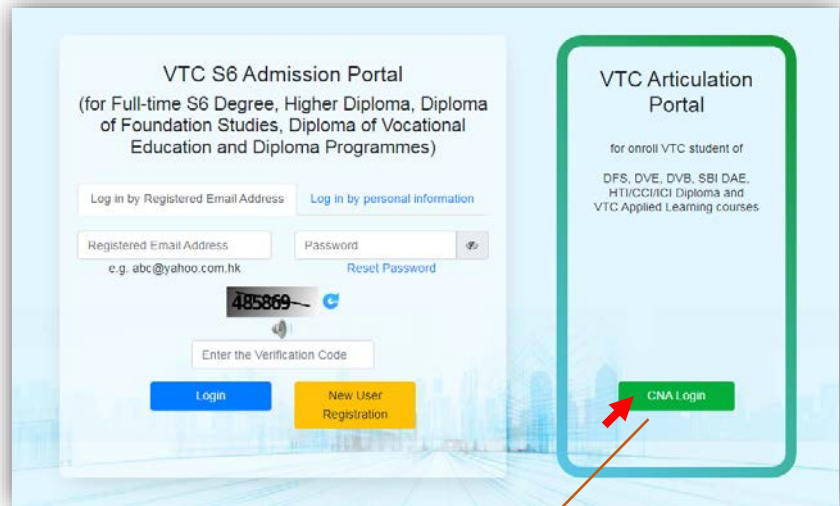 VTC S6 Admission Portal
(for Full-time S6 Degree, Higher Diploma, Diploma
of Foundation Studies, Diploma of Vocational
Education and Diploma Programmes)
Log in by Registered Email Address
Log in by personal information
Registered Email Address
Password
e.g. abc@yahoo.com.hk
Reset Password
485869
Enter the Verification Code
Login
New User
Registration
VTC Articulation
Portal
for onroll VTC student of
DFS, DVE, DVB, SBI DAE,
HTI/CCI/ICI Diploma and
VTC Applied Learning courses
CNA Login